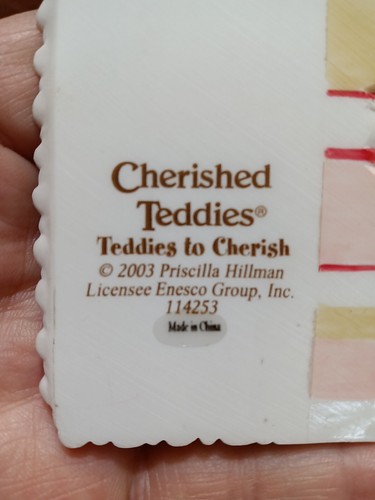 Cherished
Teddies®
Teddies to Cherish
© 2003 Priscilla Hillman
Licensee Enesco Group, Inc.
114253
Made in China